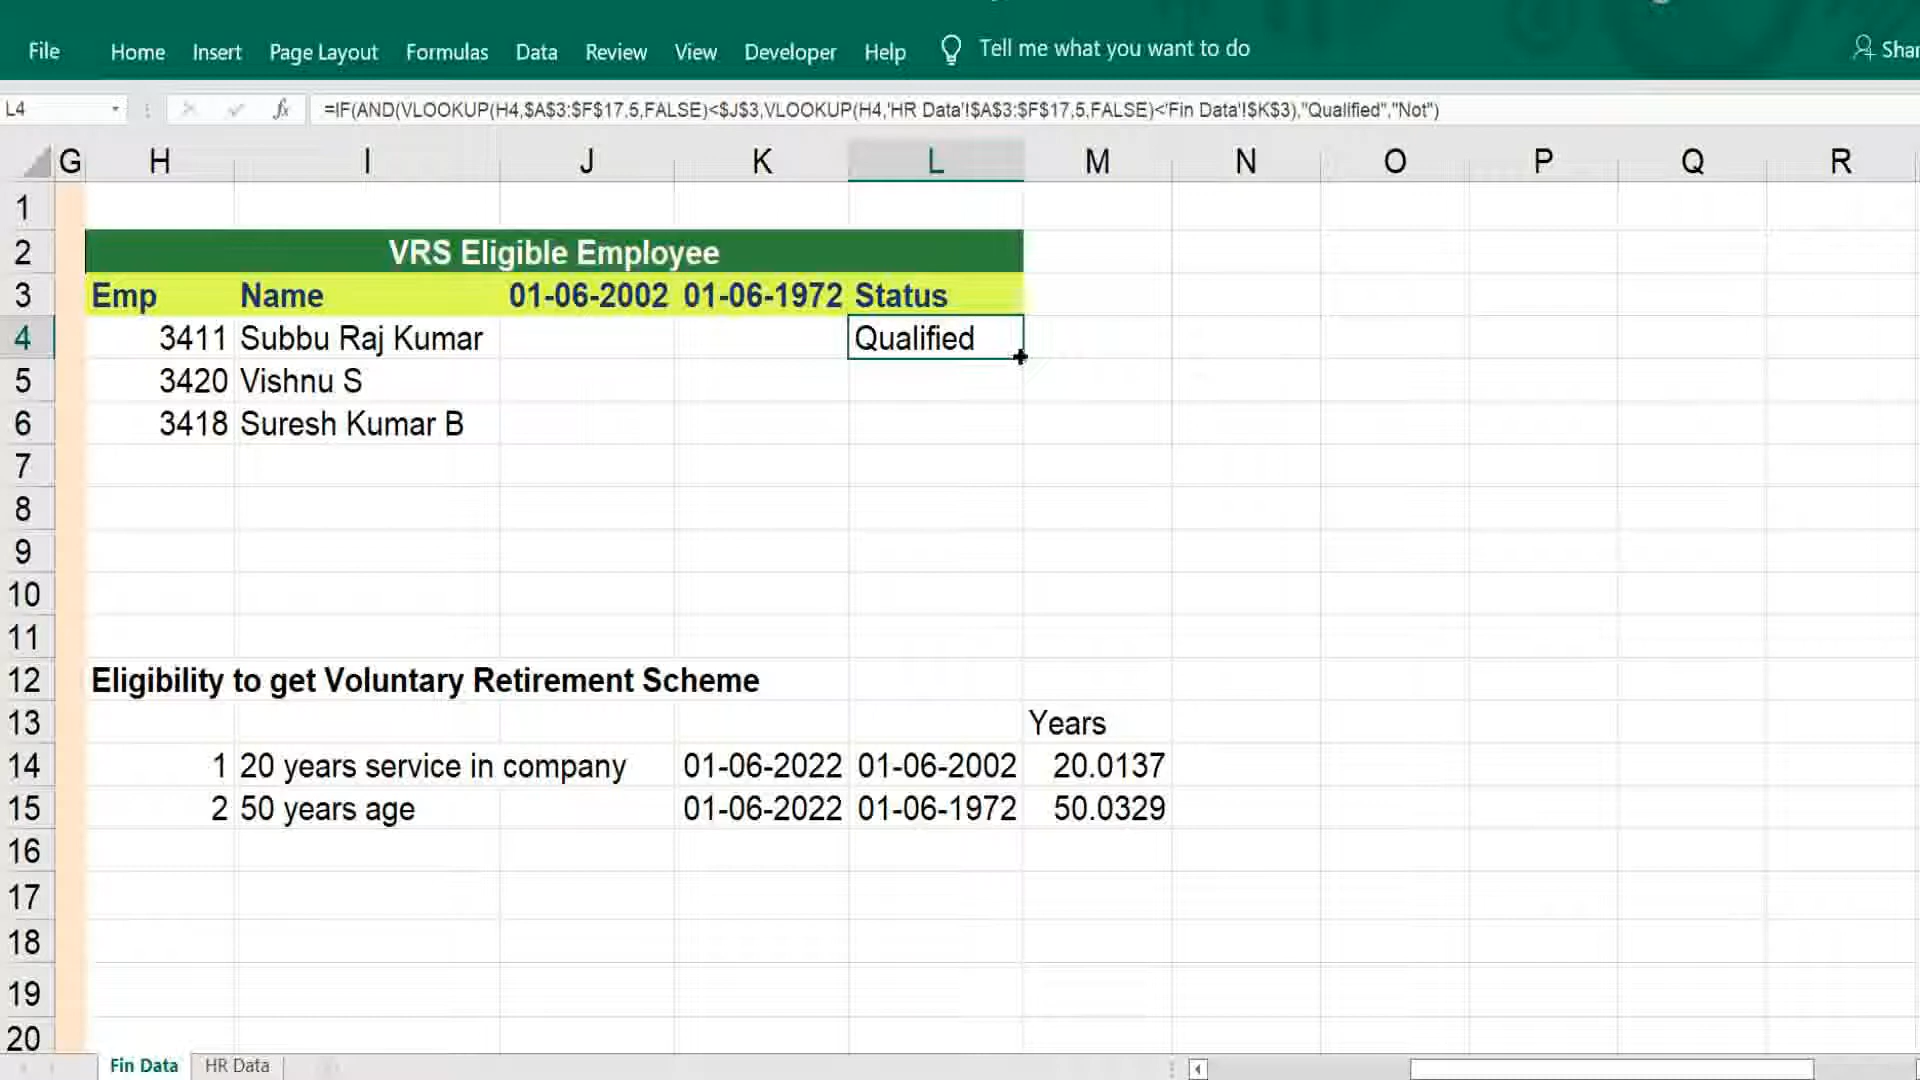 File Home Insert Page Layout Formulas Data Review View Developer Help Tell me what you want to do
L4 fx =IF(AND(VLOOKUP(H4,$A$3:$F$17,5,FALSE)<$J$3,VLOOKUP(H4,'HR Data'!$A$3:$F$17,5,FALSE)<'Fin Data'!$K$3),"Qualified","Not")
G H I J K L M N O P Q R
1
2 VRS Eligible Employee
3 Emp Name 01-06-2002 01-06-1972 Status
4 3411 Subbu Raj Kumar Qualified
5 3420 Vishnu S
6 3418 Suresh Kumar B
7
8
9
10
11
12 Eligibility to get Voluntary Retirement Scheme
13 Years
14 1 20 years service in company 01-06-2022 01-06-2002 20.0137
15 2 50 years age 01-06-2022 01-06-1972 50.0329
16
17
18
19
20
Fin Data HR Data